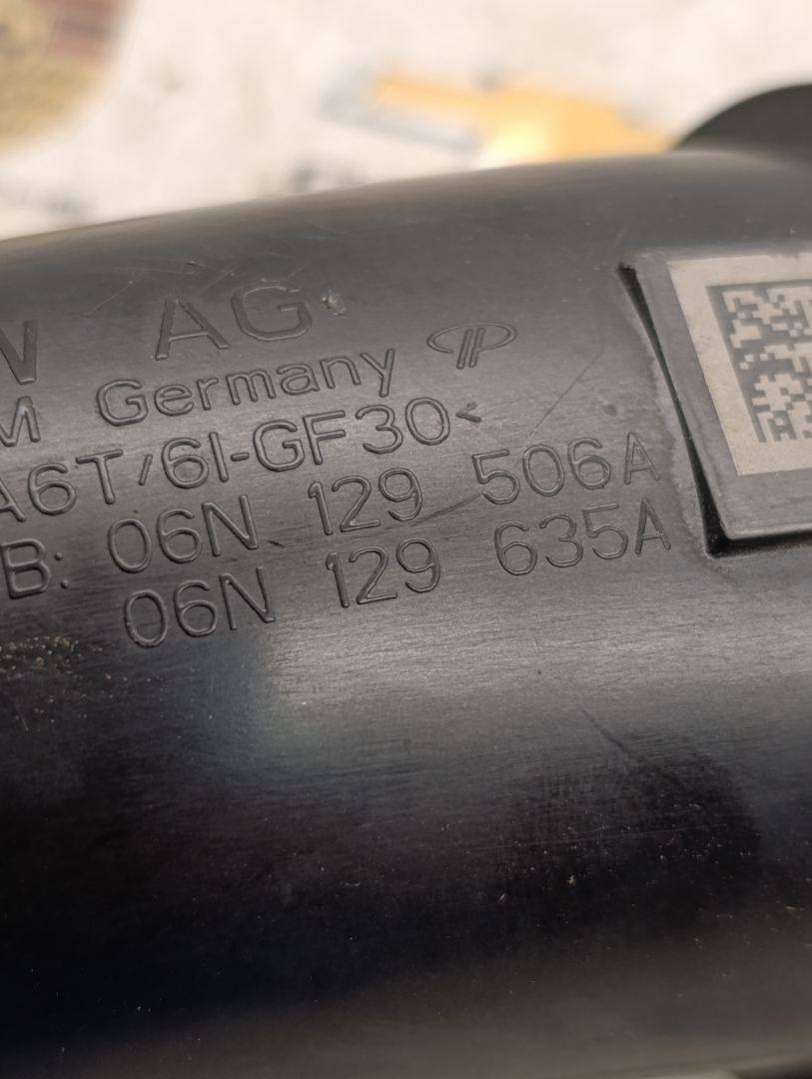 AG
Germany
A6T/6I-GF30<
B: 06N 129 506A
06N 129 635A